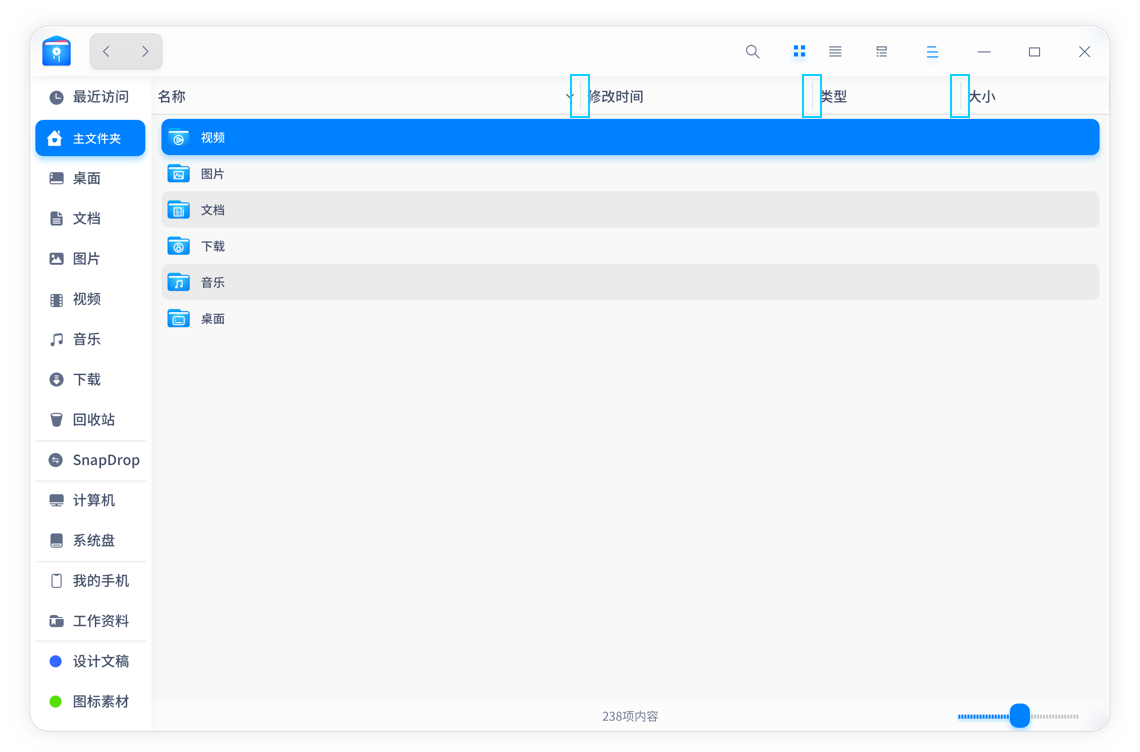 最近访问
主文件夹
桌面
文档
图片
视频
音乐
下载
回收站
SnapDrop
计算机
系统盘
我的手机
工作资料
设计文稿
图标素材
名称 修改时间 类型 大小
视频
图片
文档
下载
音乐
桌面
238项内容